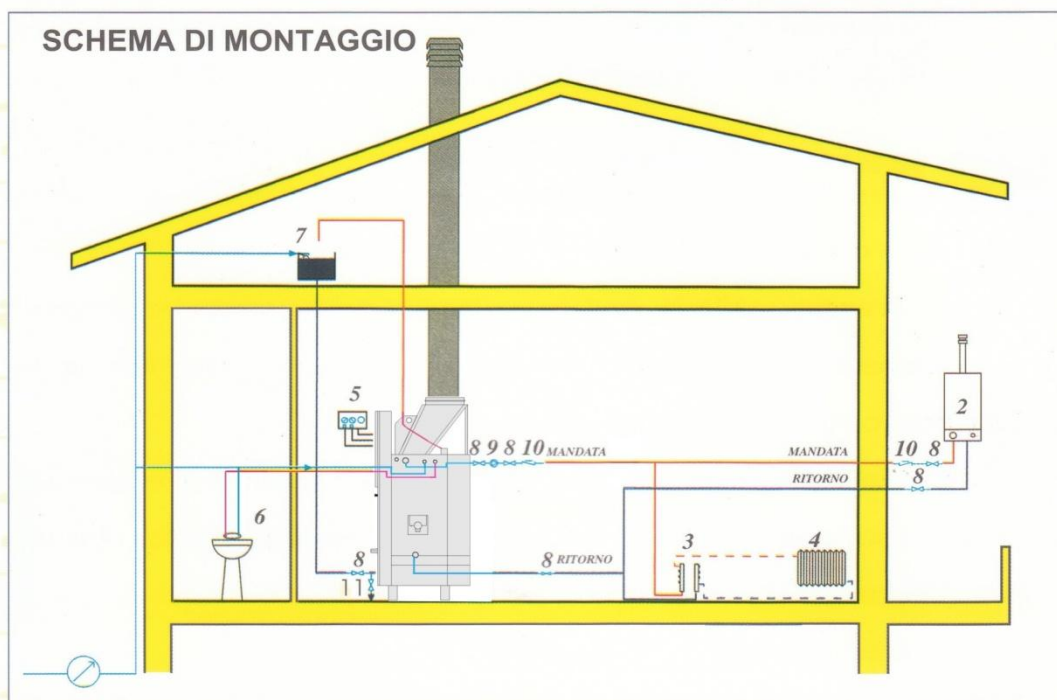 SCHEMA DI MONTAGGIO
7
5
2
8 9 8 10 MANDATA
MANDATA
10 8
RITORNO
8
6
3
4
8
8 RITORNO
11